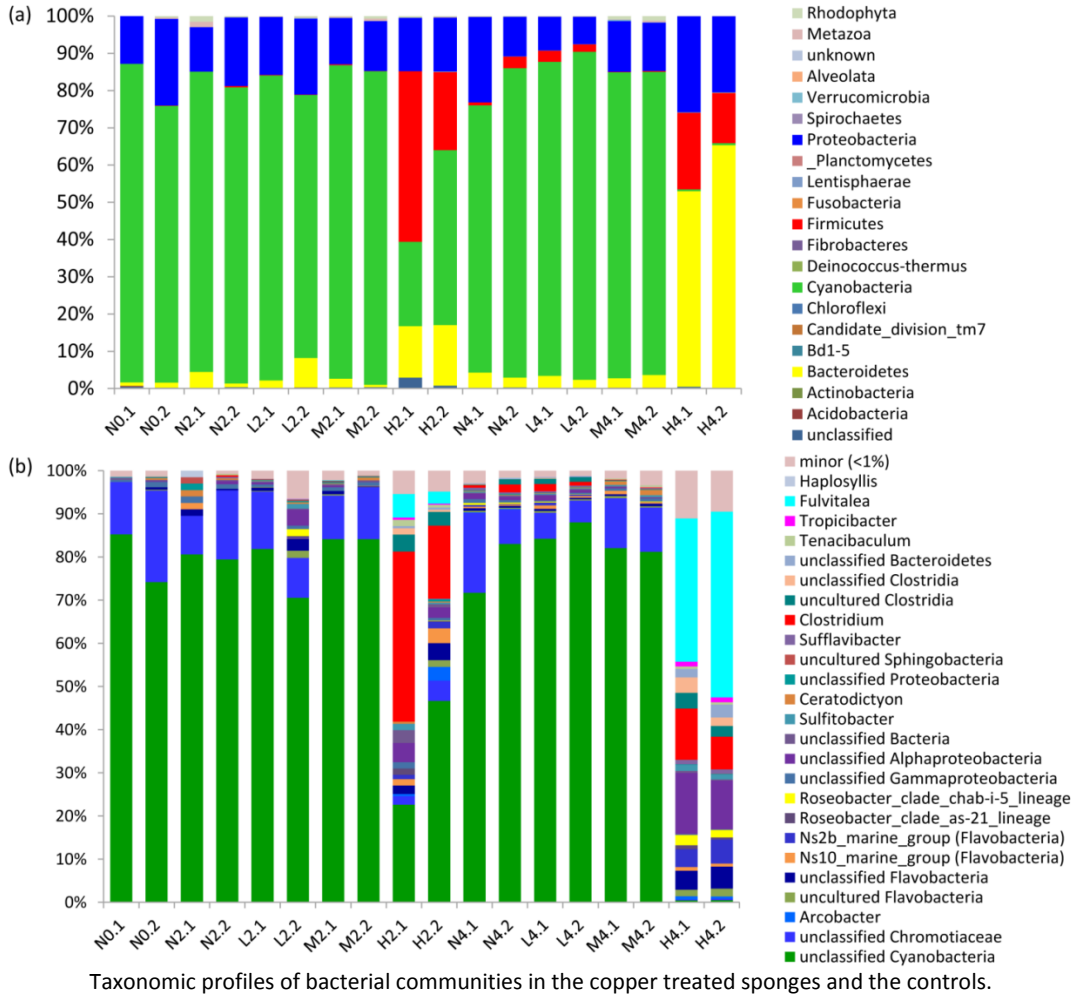 (a)
100%
90%
80%
70%
60%
50%
40%
30%
20%
10%
0%
N0.1 N0.2 N2.1 N2.2 L2.1 L2.2 M2.1 M2.2 H2.1 H2.2 N4.1 N4.2 L4.1 L4.2 M4.1 M4.2 H4.1 H4.2
Rhodophyta
Metazoa
unknown
Alveolata
Verrucomicrobia
Spirochaetes
Proteobacteria
_Planctomycetes
Lentisphaerae
Fusobacteria
Firmicutes
Fibrobacteres
Deinococcus-thermus
Cyanobacteria
Chloroflexi
Candidate_division_tm7
Bd1-5
Bacteroidetes
Actinobacteria
Acidobacteria
unclassified
(b)
100%
90%
80%
70%
60%
50%
40%
30%
20%
10%
0%
N0.1 N0.2 N2.1 N2.2 L2.1 L2.2 M2.1 M2.2 H2.1 H2.2 N4.1 N4.2 L4.1 L4.2 M4.1 M4.2 H4.1 H4.2
minor (<1%)
Haplosyllis
Fulvitalea
Tropicibacter
Tenacibaculum
unclassified Bacteroidetes
unclassified Clostridia
uncultured Clostridia
Clostridium
Sufflavibacter
uncultured Sphingobacteria
unclassified Proteobacteria
Ceratodictyon
Sulfitobacter
unclassified Bacteria
unclassified Alphaproteobacteria
unclassified Gammaproteobacteria
Roseobacter_clade_chab-i-5_lineage
Roseobacter_clade_as-21_lineage
Ns2b_marine_group (Flavobacteria)
Ns10_marine_group (Flavobacteria)
unclassified Flavobacteria
uncultured Flavobacteria
Arcobacter
unclassified Chromotiaceae
unclassified Cyanobacteria
Taxonomic profiles of bacterial communities in the copper treated sponges and the controls.